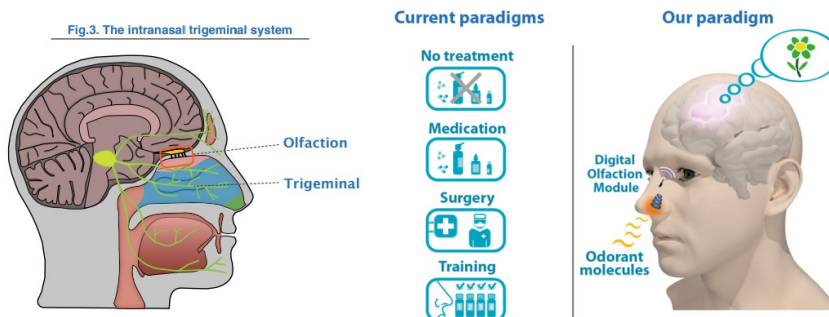 Fig.3. The intranasal trigeminal system
Olfaction
Trigeminal
Current paradigms
No treatment
Medication
Surgery
Training
Our paradigm
Digital
Olfaction
Module
Odorant
molecules